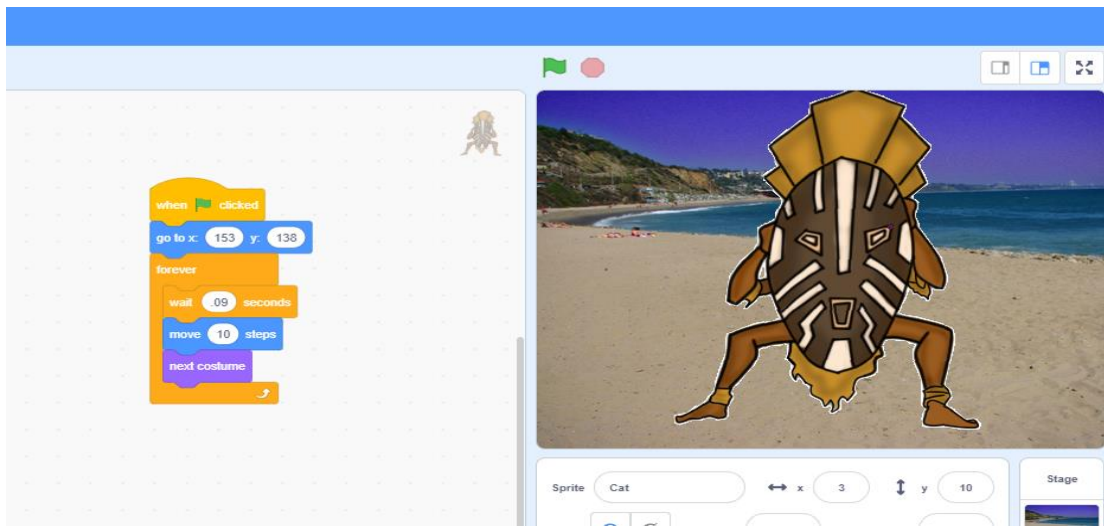 when clicked
go to x: 153 y: 138
forever
wait .09 seconds
move 10 steps
next costume
Sprite Cat x 3 y 10
Stage